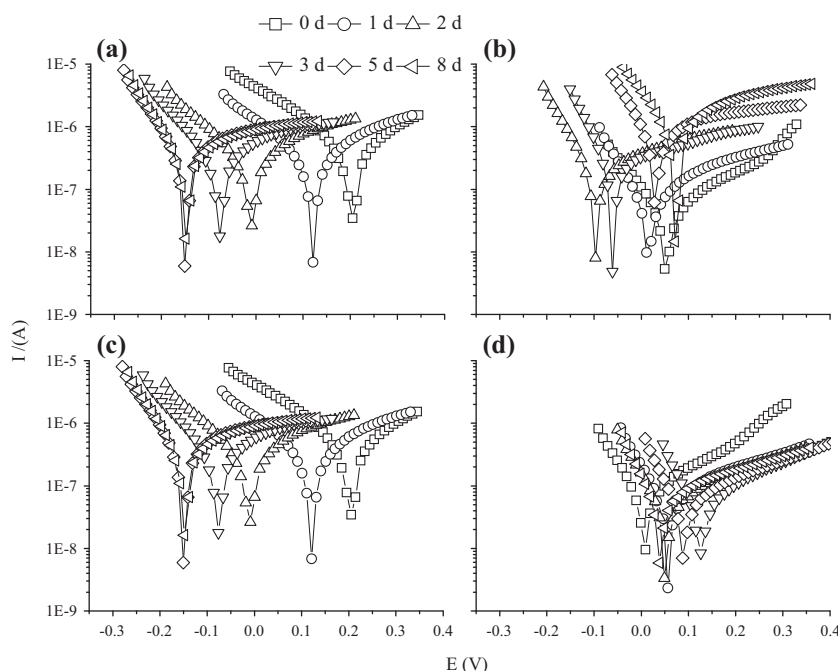 0 d 1 d 2 d
3 d 5 d 8 d
(a) (b)
1E-5
1E-6
1E-7
1E-8
1E-9
(c) (d)
1E-5
1E-6
1E-7
1E-8
1E-9
-0.3 -0.2 -0.1 0.0 0.1 0.2 0.3 0.4 -0.3 -0.2 -0.1 0.0 0.1 0.2 0.3 0.4
I /(A)
E (V)